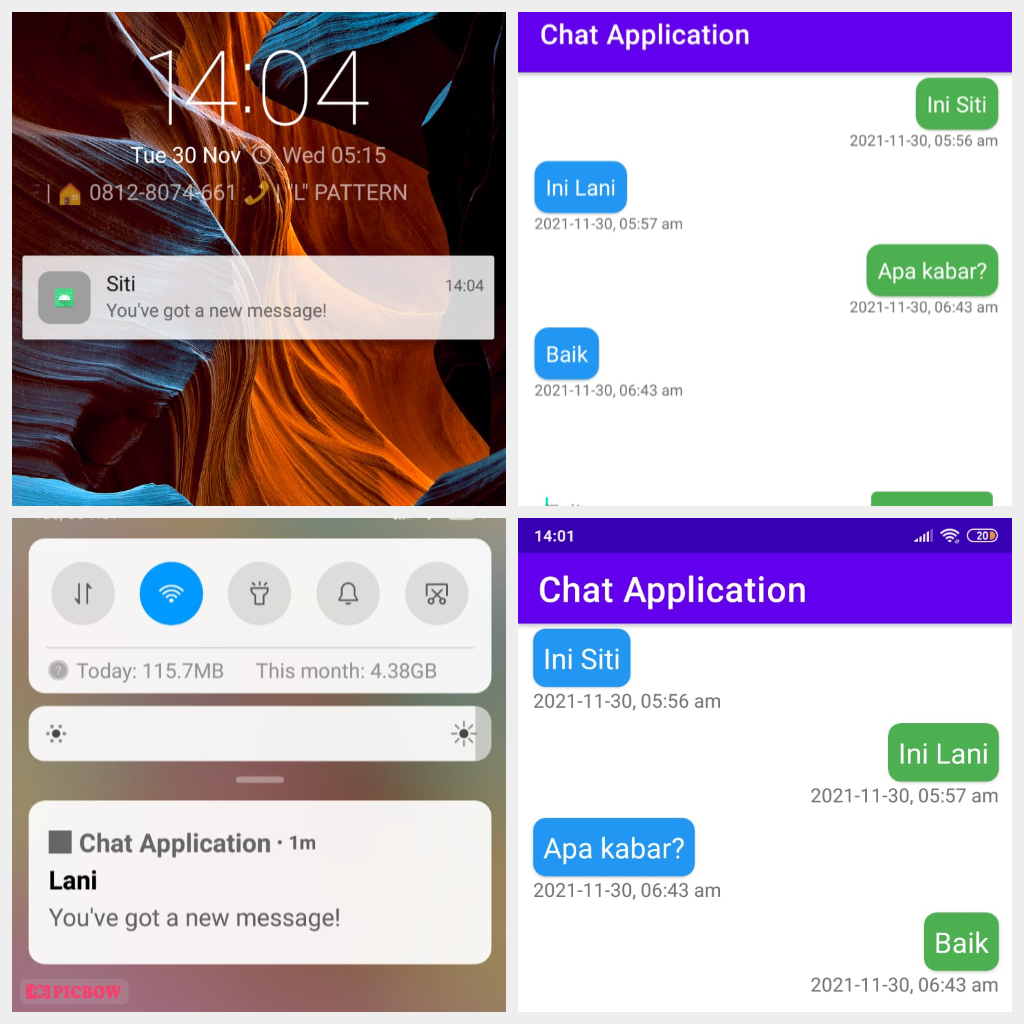 14:04
Tue 30 Nov Wed 05:15
| 0812-8074-661 | "L" PATTERN
Siti
14:04
You've got a new message!
Chat Application
Ini Siti
2021-11-30, 05:56 am
Ini Lani
2021-11-30, 05:57 am
Apa kabar?
2021-11-30, 06:43 am
Baik
2021-11-30, 06:43 am
Today: 115.7MB This month: 4.38GB
Chat Application · 1m
Lani
You've got a new message!
PICBOW
14:01
20
Chat Application
Ini Siti
2021-11-30, 05:56 am
Ini Lani
2021-11-30, 05:57 am
Apa kabar?
2021-11-30, 06:43 am
Baik
2021-11-30, 06:43 am